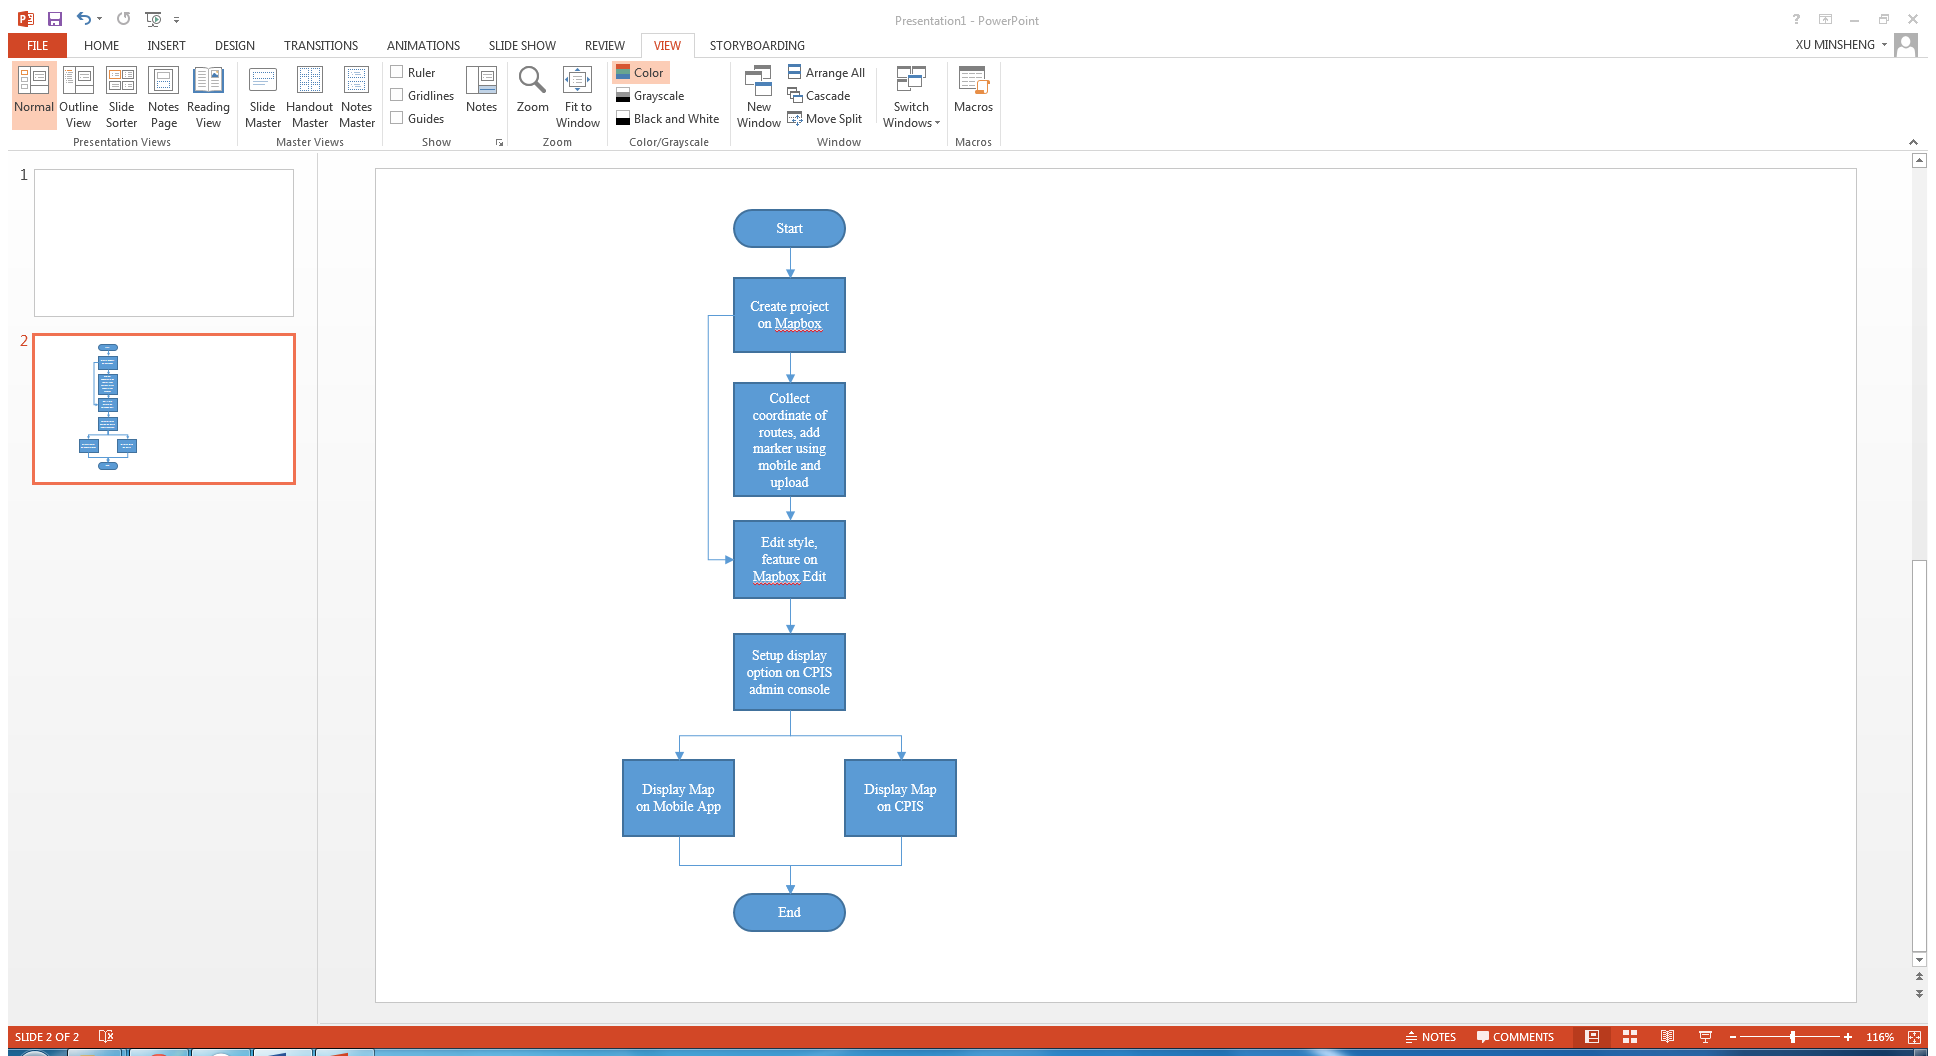 Presentation1 - PowerPoint
?
FILE HOME INSERT DESIGN TRANSITIONS ANIMATIONS SLIDE SHOW REVIEW VIEW STORYBOARDING
XU MINSHENG
Normal
Outline
View
Slide
Sorter
Notes
Page
Reading
View
Presentation Views
Slide
Master
Handout
Master
Notes
Master
Master Views
Ruler
Gridlines
Guides
Notes
Show
Zoom
Fit to
Window
Zoom
Color
Grayscale
Black and White
Color/Grayscale
New
Window
Arrange All
Cascade
Move Split
Switch
Windows
Window
Macros
Macros
1
2
Start
Create project
on Mapbox
Collect
coordinate of
routes, add
marker using
mobile and
upload
Edit style,
feature on
Mapbox Edit
Setup display
option on CPIS
admin console
Display Map
on Mobile App
Display Map
on CPIS
End
SLIDE 2 OF 2
NOTES
COMMENTS
116%